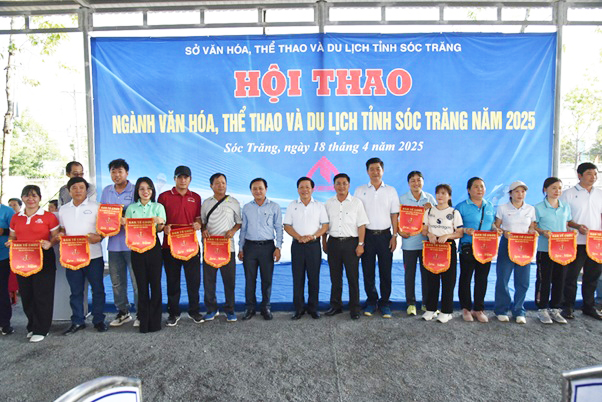 SỞ VĂN HÓA, THỂ THAO VÀ DU LỊCH TỈNH SÓC TRĂNG
HỘI THAO
NGÀNH VĂN HÓA, THỂ THAO VÀ DU LỊCH TỈNH SÓC TRĂNG NĂM 2025
Sóc Trăng, ngày 18 tháng 4 năm 2025